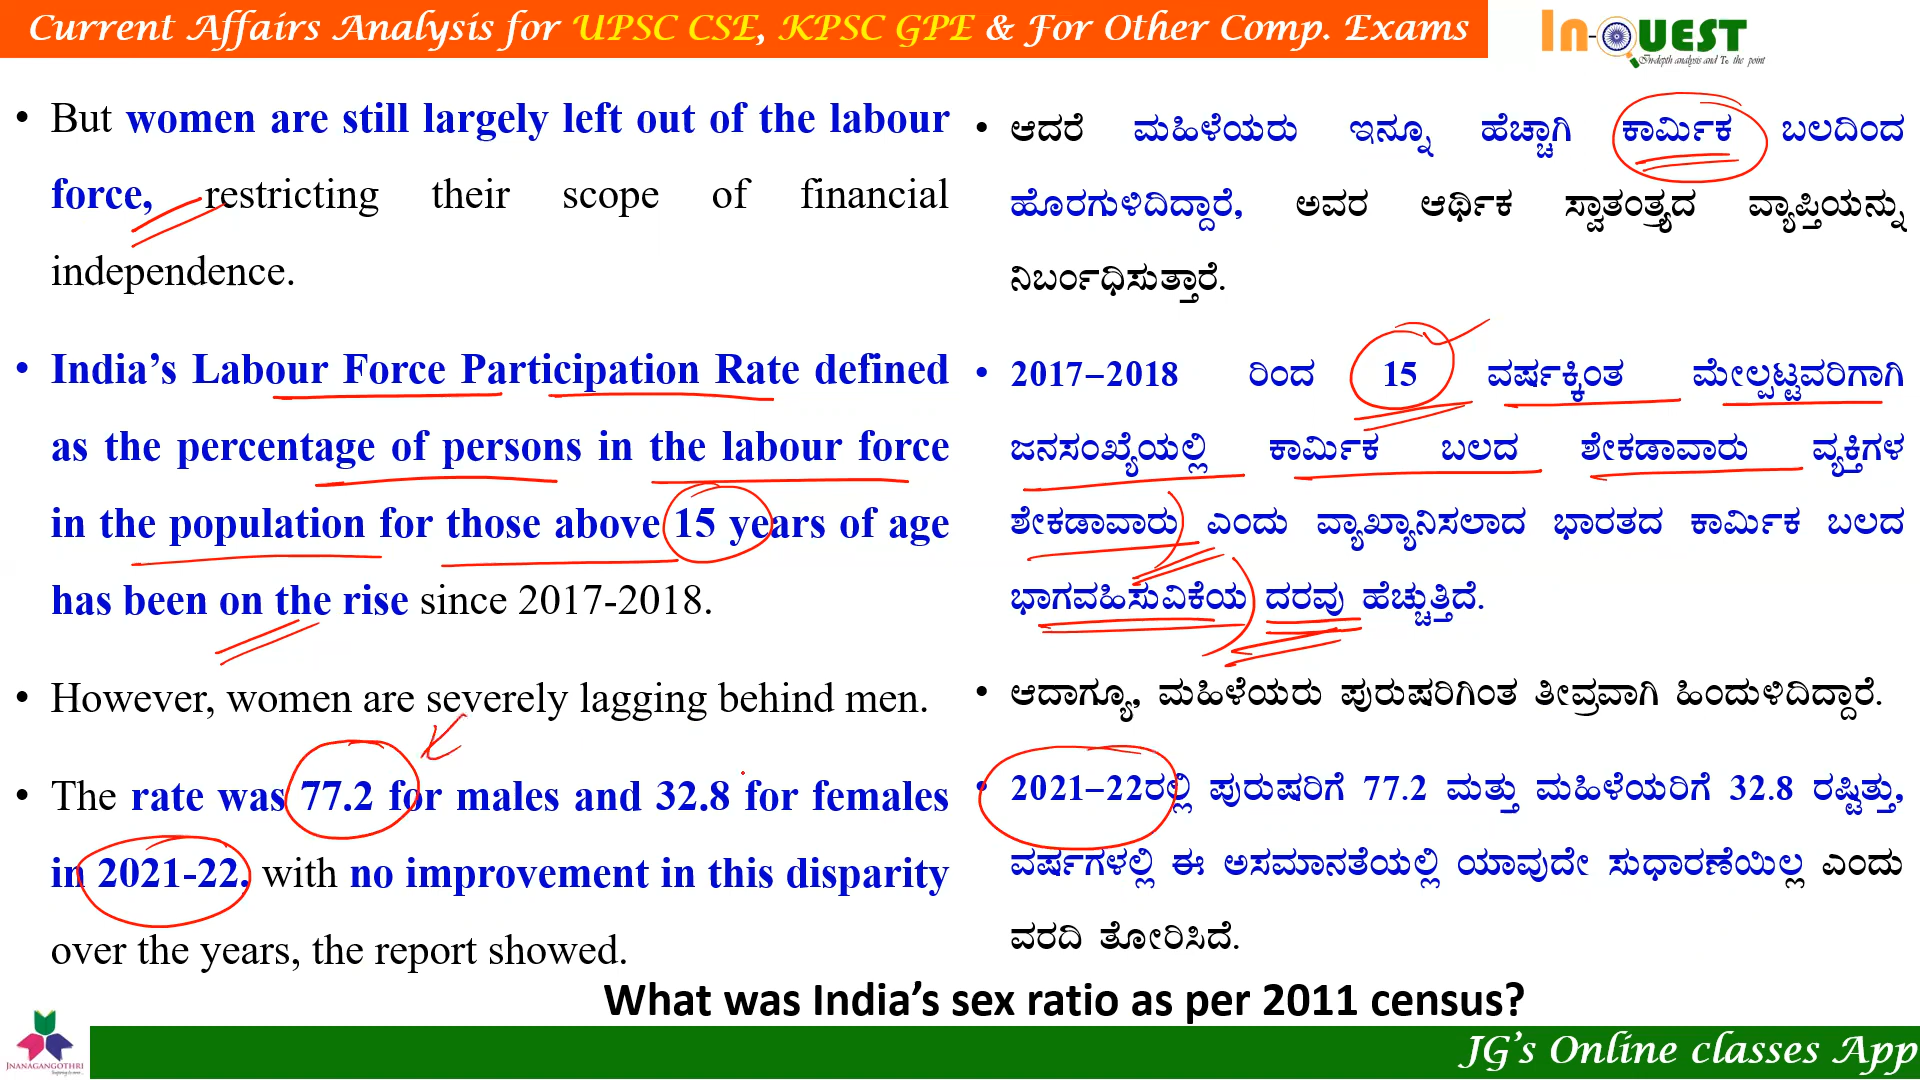 Current Affairs Analysis for UPSC CSE, KPSC GPE & For Other Comp. Exams
In-QUEST
In-depth analysis and To the point
• But women are still largely left out of the labour
force, restricting their scope of financial
independence.
• India’s Labour Force Participation Rate defined
as the percentage of persons in the labour force
in the population for those above 15 years of age
has been on the rise since 2017-2018.
• However, women are severely lagging behind men.
• The rate was 77.2 for males and 32.8 for females
in 2021-22. with no improvement in this disparity
over the years, the report showed.
• ಆದರೆ ಮಹಿಳೆಯರು ಇನ್ನೂ ಹೆಚ್ಚಾಗಿ ಕಾರ್ಮಿಕ ಬಲದಿಂದ
ಹೊರಗುಳಿದಿದ್ದಾರೆ, ಅವರ ಆರ್ಥಿಕ ಸ್ವಾತಂತ್ರ್ಯದ ವ್ಯಾಪ್ತಿಯನ್ನು
ನಿರ್ಬಂಧಿಸುತ್ತಾರೆ.
• 2017–2018 ರಿಂದ 15 ವರ್ಷಕ್ಕಿಂತ ಮೇಲ್ಪಟ್ಟವರಿಗಾಗಿ
ಜನಸಂಖ್ಯೆಯಲ್ಲಿ ಕಾರ್ಮಿಕ ಬಲದ ಶೇಕಡಾವಾರು ವ್ಯಕ್ತಿಗಳ
ಶೇಕಡಾವಾರು ಎಂದು ವ್ಯಾಖ್ಯಾನಿಸಲಾದ ಭಾರತದ ಕಾರ್ಮಿಕ ಬಲದ
ಭಾಗವಹಿಸುವಿಕೆಯ ದರವು ಹೆಚ್ಚುತ್ತಿದೆ.
• ಆದಾಗ್ಯೂ, ಮಹಿಳೆಯರು ಪುರುಷರಿಗಿಂತ ತೀವ್ರವಾಗಿ ಹಿಂದುಳಿದಿದ್ದಾರೆ.
• 2021–22ರಲ್ಲಿ ಪುರುಷರಿಗೆ 77.2 ಮತ್ತು ಮಹಿಳೆಯರಿಗೆ 32.8 ರಷ್ಟಿತ್ತು,
ವರ್ಷಗಳಲ್ಲಿ ಈ ಅಸಮಾನತೆಯಲ್ಲಿ ಯಾವುದೇ ಸುಧಾರಣೆಯಿಲ್ಲ ಎಂದು
ವರದಿ ತೋರಿಸಿದೆ.
What was India’s sex ratio as per 2011 census?
JNANAGANGOTHRI
JG’s Online classes App